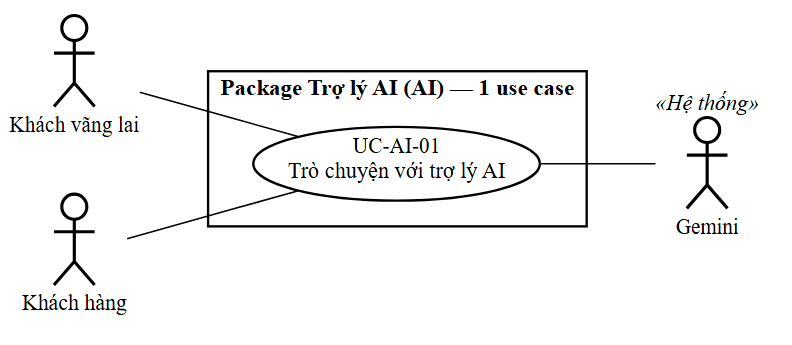 Khách vãng lai
Package Trợ lý AI (AI) — 1 use case
UC-AI-01
Trò chuyện với trợ lý AI
«Hệ thống»
Gemini
Khách hàng